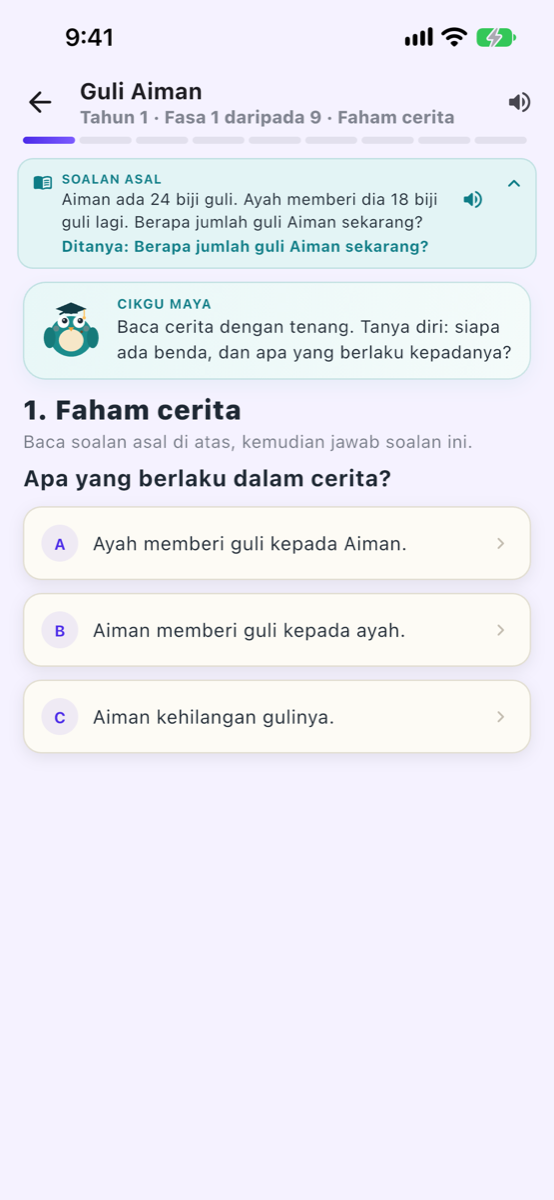 9:41
Guli Aiman
Tahun 1 · Fasa 1 daripada 9 · Faham cerita
SOALAN ASAL
Aiman ada 24 biji guli. Ayah memberi dia 18 biji
guli lagi. Berapa jumlah guli Aiman sekarang?
Ditanya: Berapa jumlah guli Aiman sekarang?
CIKGU MAYA
Baca cerita dengan tenang. Tanya diri: siapa
ada benda, dan apa yang berlaku kepadanya?
1. Faham cerita
Baca soalan asal di atas, kemudian jawab soalan ini.
Apa yang berlaku dalam cerita?
A Ayah memberi guli kepada Aiman.
B Aiman memberi guli kepada ayah.
C Aiman kehilangan gulinya.